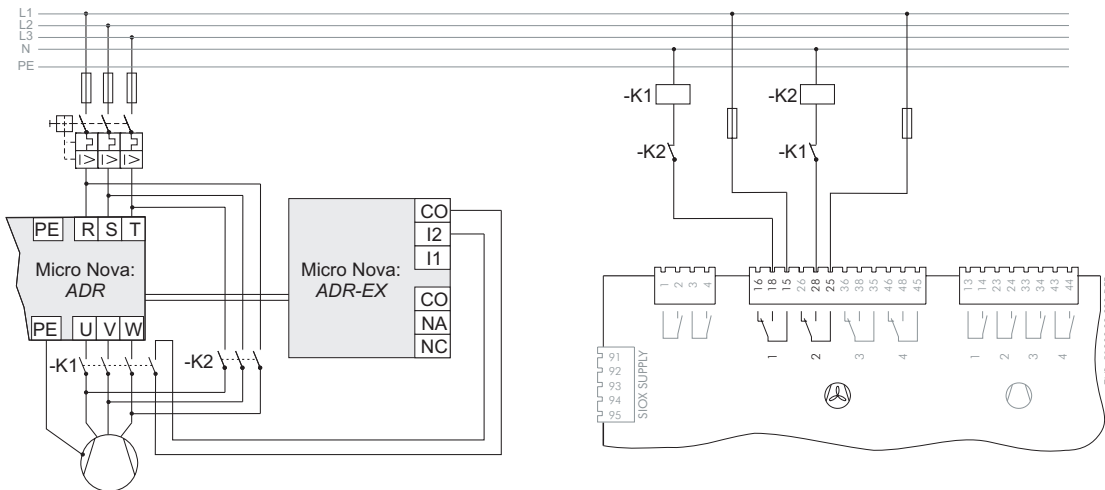 L1
L2
L3
N
PE
-K1
-K2
-K2
-K1
PE R S T
Micro Nova:
ADR
PE U V W
-K1
-K2
Micro Nova:
ADR-EX
CO
I2
I1
CO
NA
NC
I> I> I>
1 2 3 4
16 18 15 26 28 25 36 38 35 46 48 45
13 14 23 24 33 34 43 44
1 2 3 4
1 2 3 4
91
92
93
94
95
SIOX SUPPLY